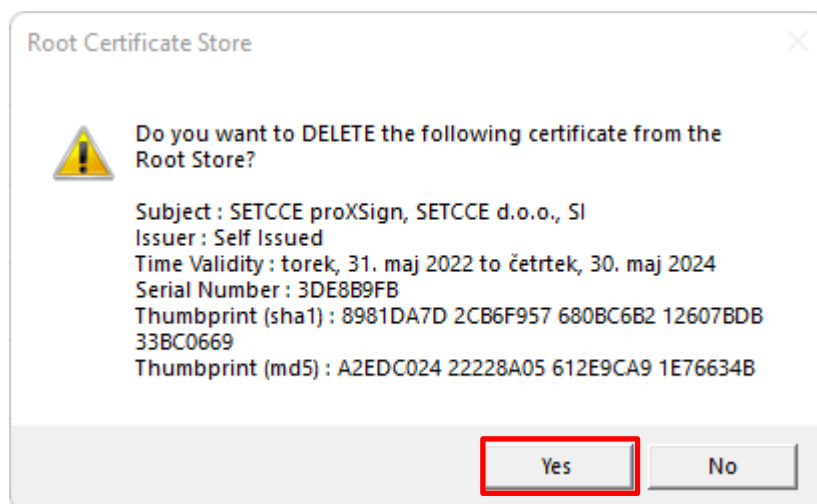 Root Certificate Store
Do you want to DELETE the following certificate from the
Root Store?
Subject : SETCCE proXSign, SETCCE d.o.o., SI
Issuer : Self Issued
Time Validity : torek, 31. maj 2022 to četrtek, 30. maj 2024
Serial Number : 3DE8B9FB
Thumbprint (sha1) : 8981DA7D 2CB6F957 680BC6B2 12607BDB
33BC0669
Thumbprint (md5) : A2EDC024 22228A05 612E9CA9 1E76634B
Yes
No